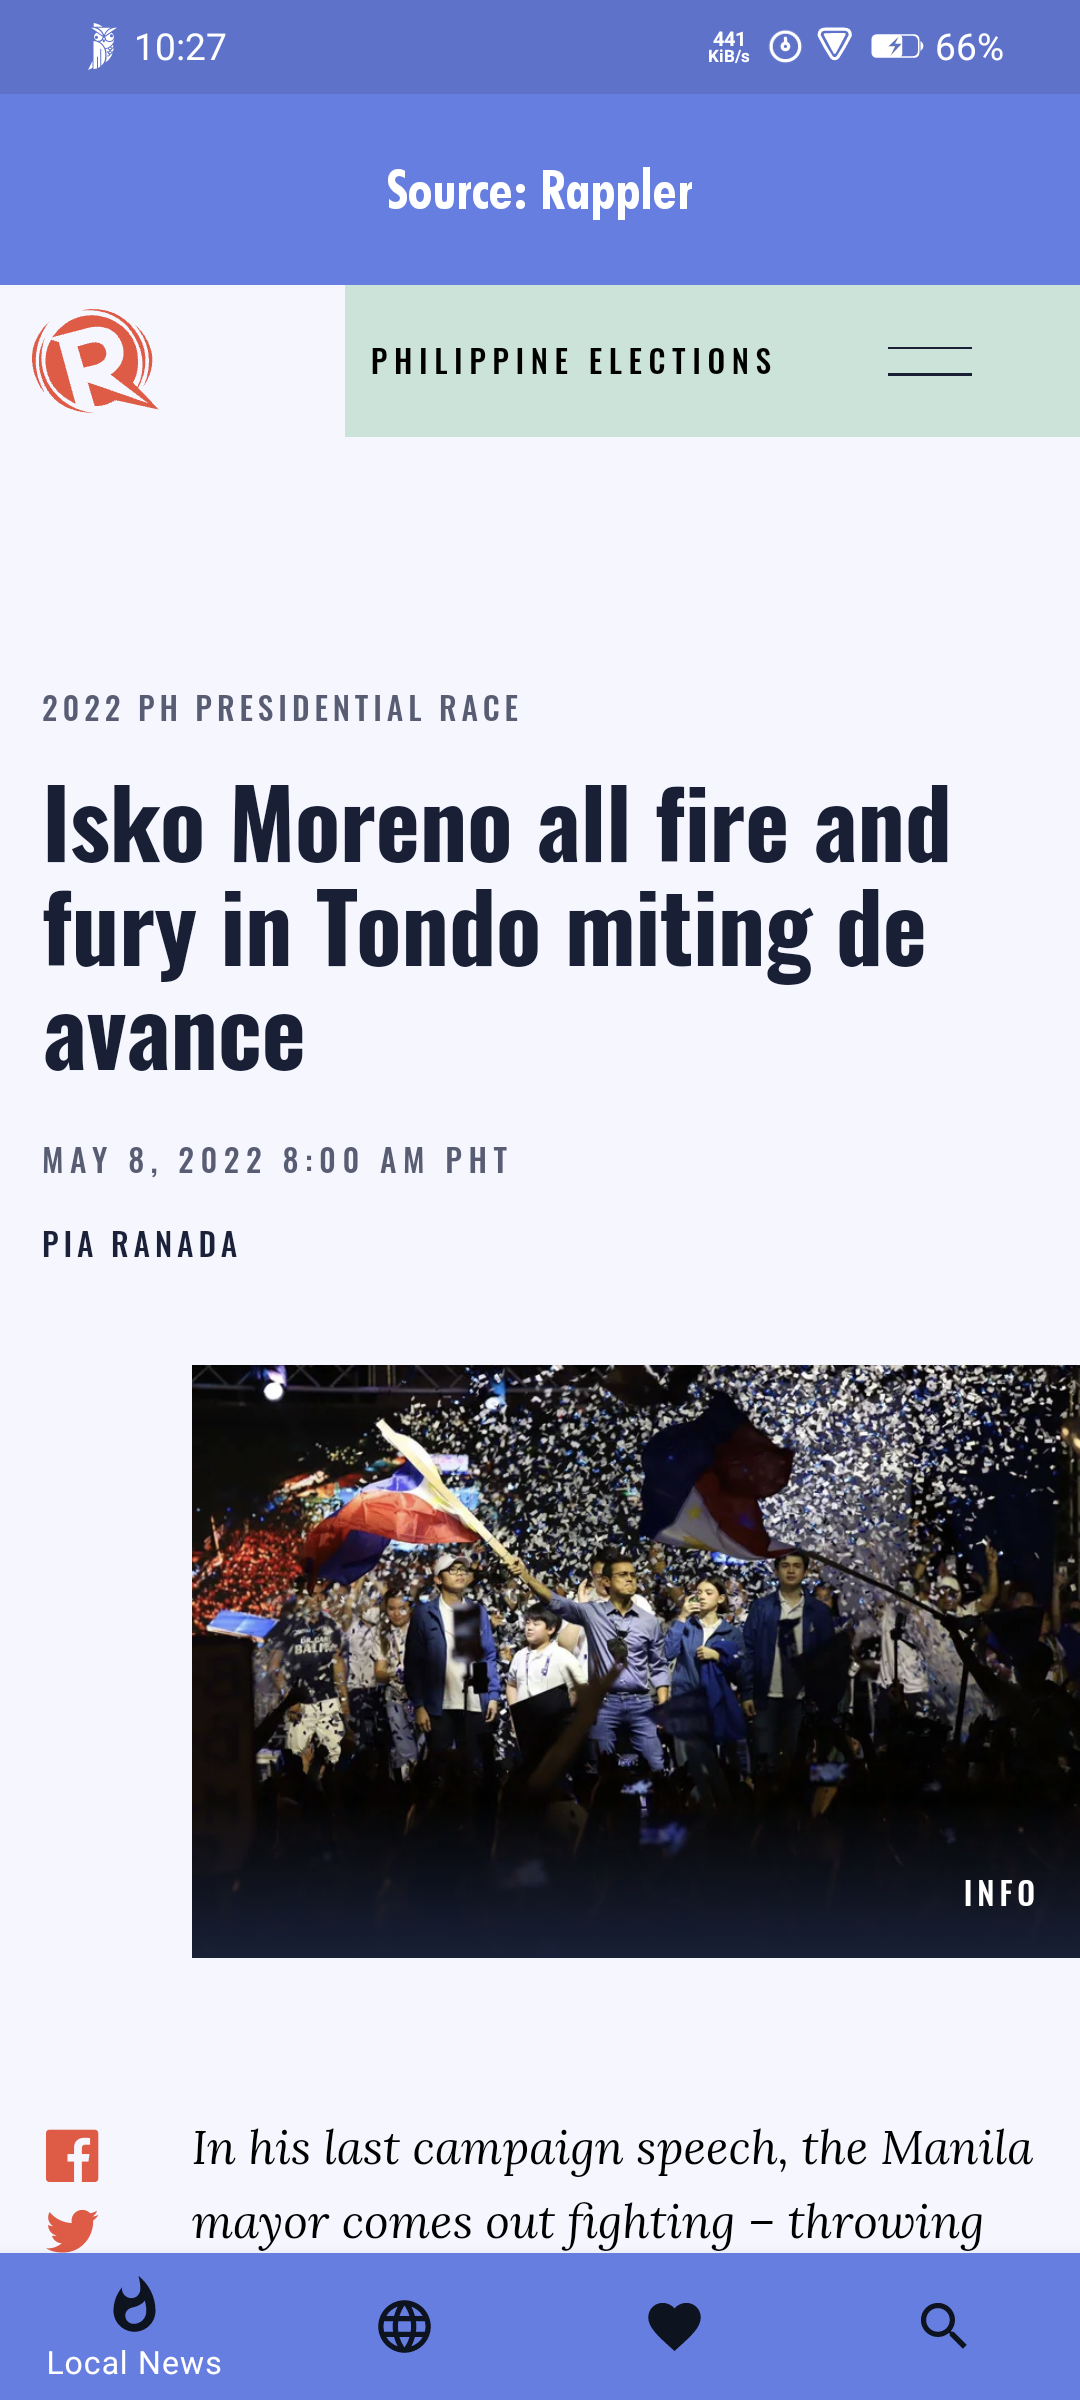 10:27
441
KiB/s
66%
Source: Rappler
PHILIPPINE ELECTIONS
2022 PH PRESIDENTIAL RACE
Isko Moreno all fire and
fury in Tondo miting de
avance
MAY 8, 2022 8:00 AM PHT
PIA RANADA
INFO
In his last campaign speech, the Manila
mayor comes out fighting – throwing
Local News